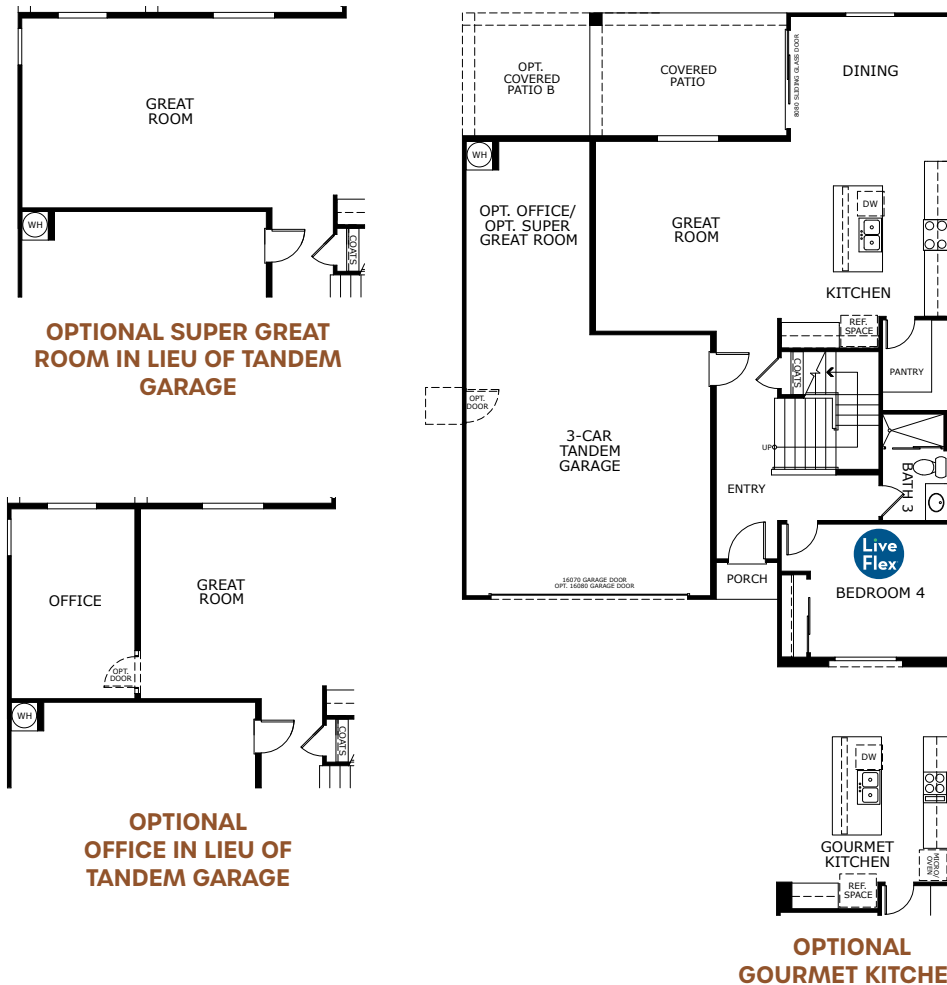 GREAT
ROOM
WH
COATS
OPTIONAL SUPER GREAT
ROOM IN LIEU OF TANDEM
GARAGE
OFFICE
GREAT
ROOM
OPT.
DOOR
WH
COATS
OPTIONAL
OFFICE IN LIEU OF
TANDEM GARAGE
OPT.
COVERED
PATIO B
COVERED
PATIO
8080 SLIDING GLASS DOOR
DINING
WH
OPT. OFFICE/
OPT. SUPER
GREAT ROOM
GREAT
ROOM
DW
KITCHEN
REF.
SPACE
COATS
PANTRY
OPT.
DOOR
3-CAR
TANDEM
GARAGE
UP
ENTRY
BATH 3
16070 GARAGE DOOR
OPT. 16080 GARAGE DOOR
PORCH
Live
Flex
BEDROOM 4
DW
GOURMET
KITCHEN
MICRO/
OVEN
REF.
SPACE
OPTIONAL
GOURMET KITCHE